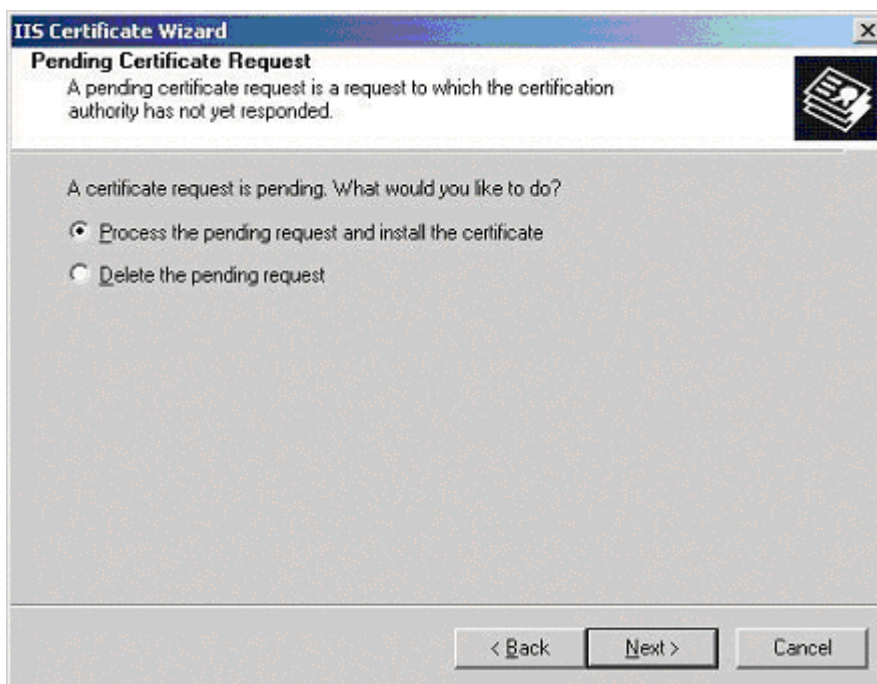 IIS Certificate Wizard
Pending Certificate Request
A pending certificate request is a request to which the certification
authority has not yet responded.
A certificate request is pending. What would you like to do?
Process the pending request and install the certificate
Delete the pending request
< Back
Next >
Cancel